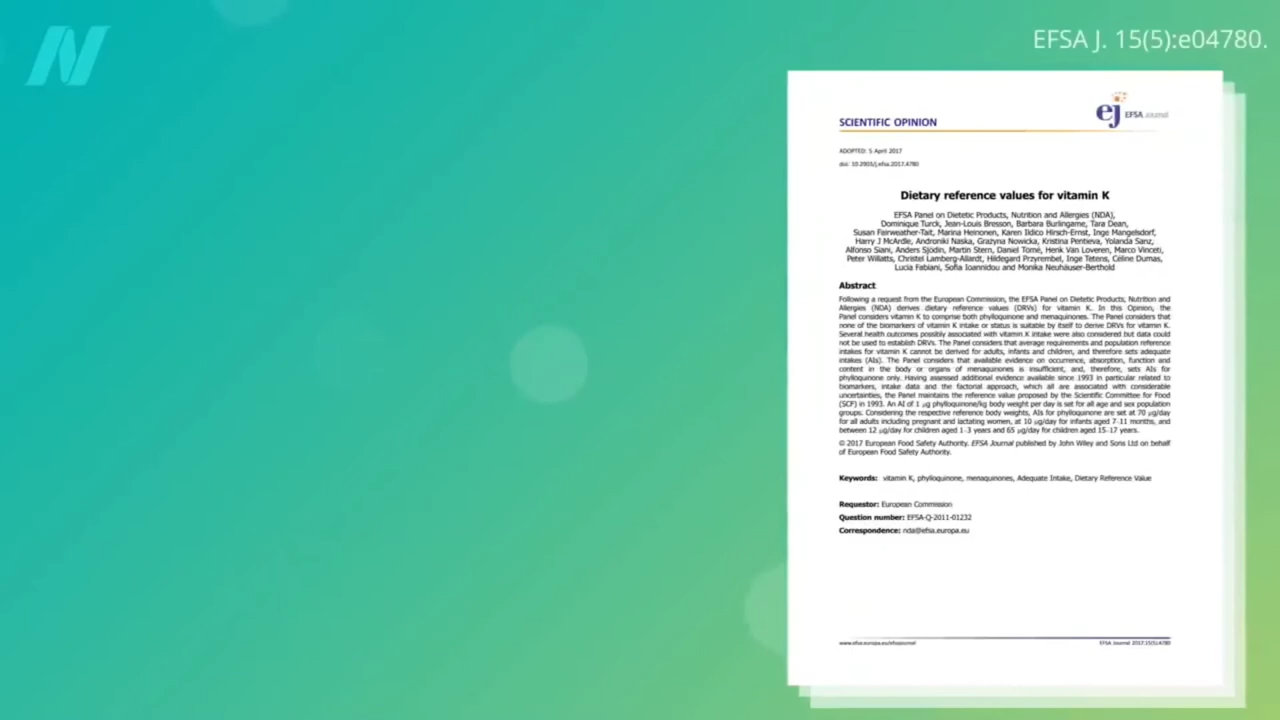 EFSA J. 15(5):e04780.
ej EFSA Journal
SCIENTIFIC OPINION
ADOPTED: 5 April 2017
doi: 10.2903/j.efsa.2017.4780
Dietary reference values for vitamin K
EFSA Panel on Dietetic Products, Nutrition and Allergies (NDA),
Dominique Turck, Jean-Louis Bresson, Barbara Burlingame, Tara Dean,
Susan Fairweather-Tait, Marina Heinonen, Karen Ildico Hirsch-Ernst, Inge Mangelsdorf,
Harry J McArdle, Androniki Naska, Grażyna Nowicka, Kristina Pentieva, Yolanda Sanz,
Alfonso Siani, Anders Sjödin, Martin Stern, Daniel Tomé, Henk Van Loveren, Marco Vinceti,
Peter Willatts, Christel Lamberg-Allardt, Hildegard Przyrembel, Inge Tetens, Céline Dumas,
Lucia Fabiani, Sofia Ioannidou and Monika Neuhäuser-Berthold
Abstract
Following a request from the European Commission, the EFSA Panel on Dietetic Products, Nutrition and
Allergies (NDA) derives dietary reference values (DRVs) for vitamin K. In this Opinion, the
Panel considers vitamin K to comprise both phylloquinone and menaquinones. The Panel considers that
none of the biomarkers of vitamin K intake or status is suitable by itself to derive DRVs for vitamin K.
Several health outcomes possibly associated with vitamin K intake were also considered but data could
not be used to establish DRVs. The Panel considers that average requirements and population reference
intakes for vitamin K cannot be derived for adults, infants and children, and therefore sets adequate
intakes (AIs). The Panel considers that available evidence on occurrence, absorption, function and
content in the body or organs of menaquinones is insufficient, and, therefore, sets AIs for
phylloquinone only. Having assessed additional evidence available since 1993 in particular related to
biomarkers, intake data and the factorial approach, which all are associated with considerable
uncertainties, the Panel maintains the reference value proposed by the Scientific Committee for Food
(SCF) in 1993. An AI of 1 μg phylloquinone/kg body weight per day is set for all age and sex population
groups. Considering the respective reference body weights, AIs for phylloquinone are set at 70 μg/day
for all adults including pregnant and lactating women, at 10 μg/day for infants aged 7-11 months, and
between 12 μg/day for children aged 1-3 years and 65 μg/day for children aged 15-17 years.
© 2017 European Food Safety Authority. EFSA Journal published by John Wiley and Sons Ltd on behalf
of European Food Safety Authority.
Keywords: vitamin K, phylloquinone, menaquinones, Adequate Intake, Dietary Reference Value
Requestor: European Commission
Question number: EFSA-Q-2011-01232
Correspondence: nda@efsa.europa.eu
www.efsa.europa.eu/efsajournal EFSA Journal 2017;15(5):4780